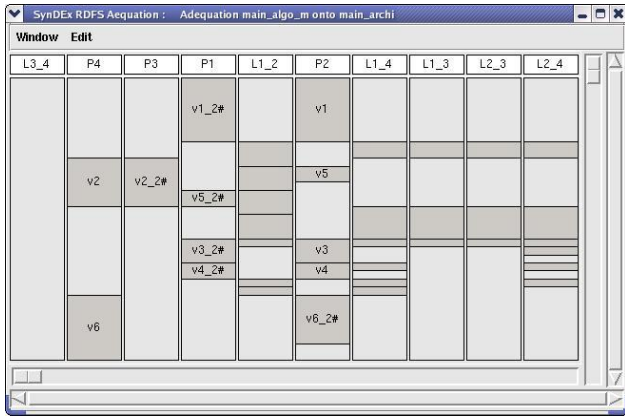 SynDEx RDFS Aequation : Adequation main_algo_m onto main_archi
Window Edit
L3_4 P4 P3 P1 L1_2 P2 L1_4 L1_3 L2_3 L2_4
v1_2# v1
v5
v2 v2_2#
v5_2#
v3_2# v3
v4_2# v4
v6_2#
v6